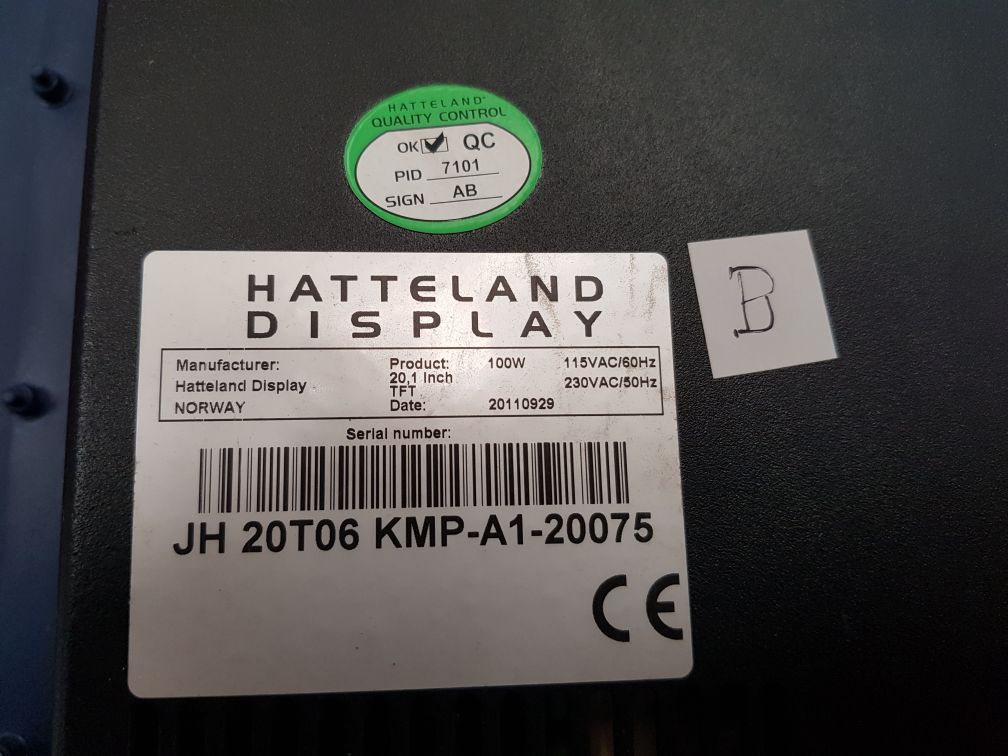 HATTELAND®
QUALITY CONTROL
OK QC
PID 7101
SIGN AB
HATTELAND
DISPLAY
B
Manufacturer:
Hatteland Display
NORWAY
Product: 100W 115VAC/60Hz
20,1 Inch 230VAC/50Hz
TFT
Date: 20110929
Serial number:
JH 20T06 KMP-A1-20075
CE